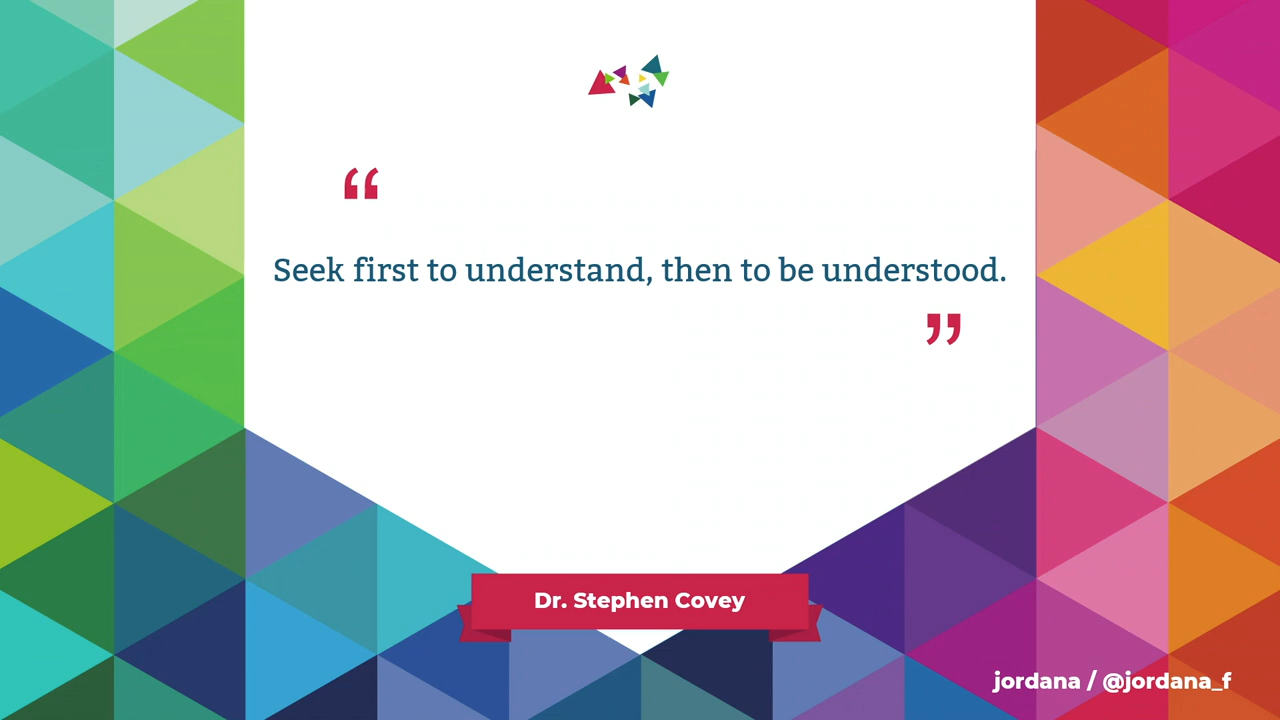 “
Seek first to understand, then to be understood.
”
Dr. Stephen Covey
jordana / @jordana_f